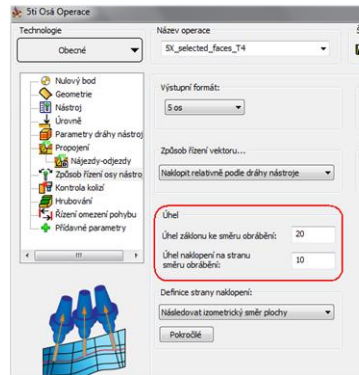 5ti Osá Operace
Technologie
Obecné
Název operace
5X_selected_faces_T4
Nulový bod
Geometrie
Nástroj
Úrovně
Parametry dráhy nástroj
Propojení
Nájezdy-odjezdy
Způsob řízení osy nástro
Kontrola kolizí
Hrubování
Řízení omezení pohybu
Přídavné parametry
Výstupní formát:
5 os
Způsob řízení vektoru...
Naklopit relativně podle dráhy nástroje
Úhel
Úhel záklonu ke směru obrábění:
20
Úhel naklopení na stranu směru obrábění:
10
Definice strany naklopení:
Následovat izometrický směr plochy
Pokročilé